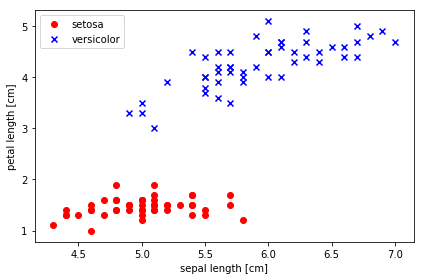 setosa
versicolor
petal length [cm]
5
4
3
2
1
4.5 5.0 5.5 6.0 6.5 7.0
sepal length [cm]